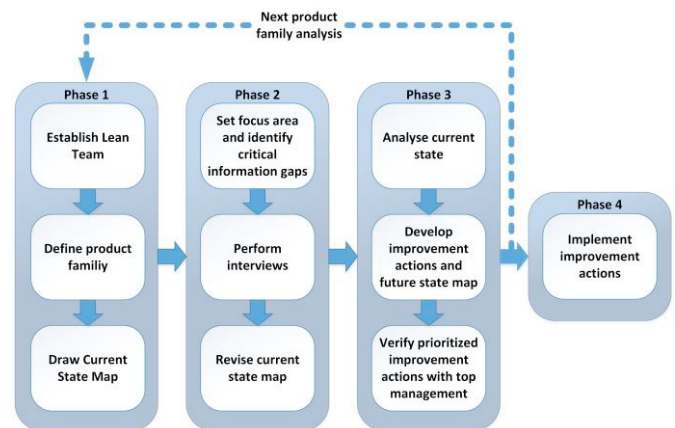 Next product
family analysis
Phase 1
Establish Lean
Team
Define product
familiy
Draw Current
State Map
Phase 2
Set focus area
and identify
critical
information gaps
Perform
interviews
Revise current
state map
Phase 3
Analyse current
state
Develop
improvement
actions and
future state map
Verify prioritized
improvement
actions with top
management
Phase 4
Implement
improvement
actions